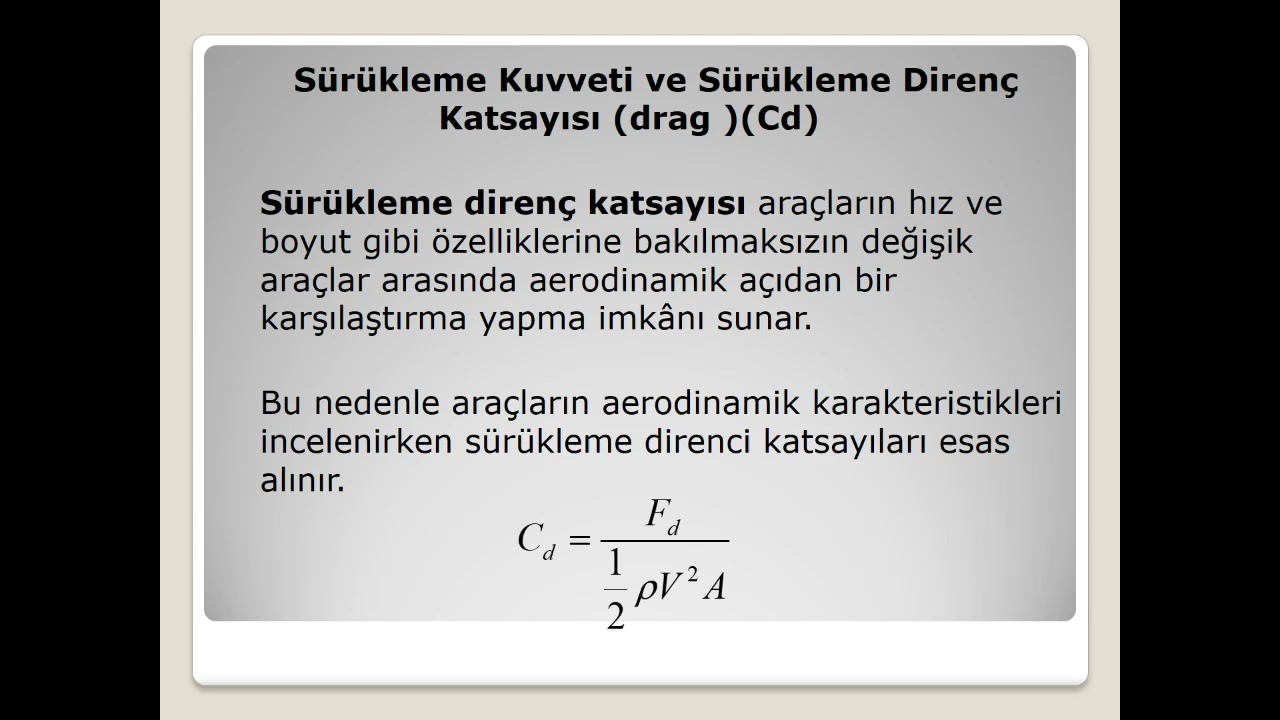 Sürükleme Kuvveti ve Sürükleme Direnç
Katsayısı (drag )(Cd)
Sürükleme direnç katsayısı araçların hız ve
boyut gibi özelliklerine bakılmaksızın değişik
araçlar arasında aerodinamik açıdan bir
karşılaştırma yapma imkânı sunar.
Bu nedenle araçların aerodinamik karakteristikleri
incelenirken sürükleme direnci katsayıları esas
alınır.
C_d = F_d / (1/2 ρV² A)